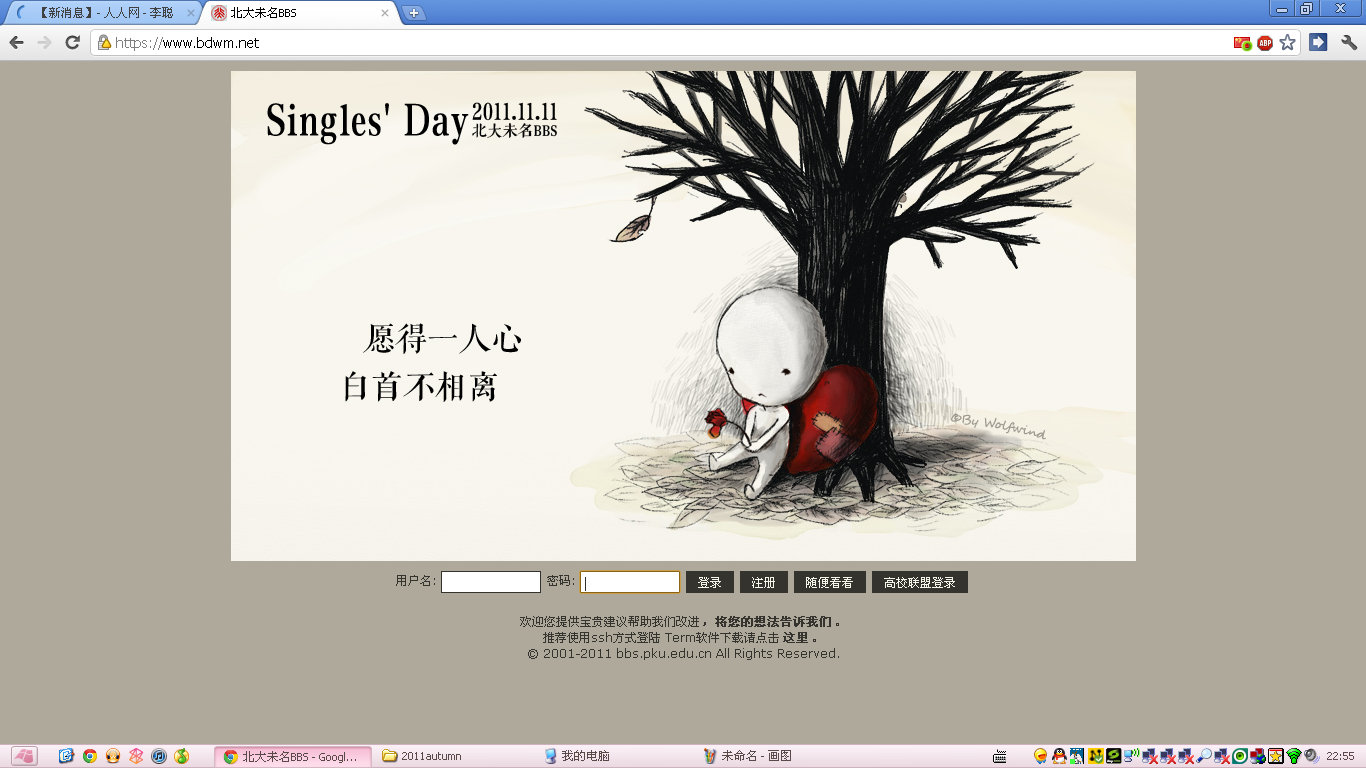 【新消息】- 人人网 - 李聪
北大未名BBS
https://www.bdwm.net
ABP
Singles' Day 2011.11.11
北大未名BBS
愿得一人心
白首不相离
©By Wolfwind
用户名: 密码: 登录 注册 随便看看 高校联盟登录
欢迎您提供宝贵建议帮助我们改进，将您的想法告诉我们。
推荐使用ssh方式登陆 Term软件下载请点击 这里 。
© 2001-2011 bbs.pku.edu.cn All Rights Reserved.
北大未名BBS - Googl... 2011autumn 我的电脑 未命名 - 画图 22:55